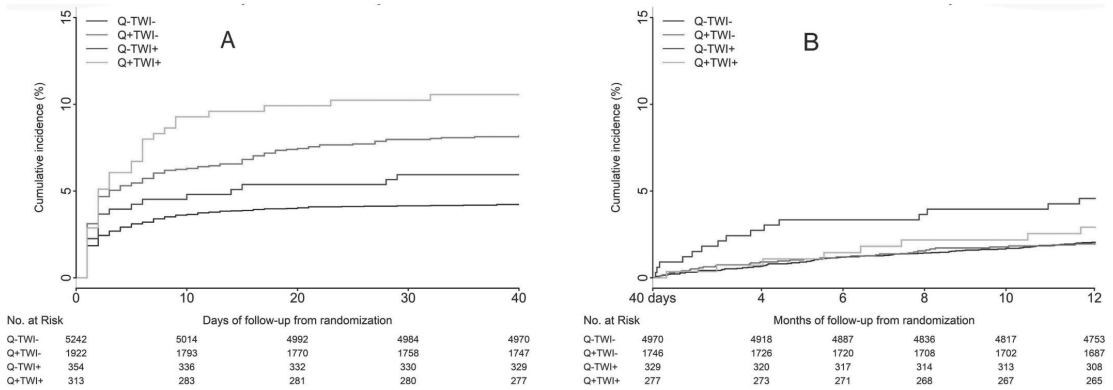 A
15
10
5
0
Cumulative incidence (%)
Q-TWI-
Q+TWI-
Q-TWI+
Q+TWI+
0 10 20 30 40
No. at Risk Days of follow-up from randomization
Q-TWI- 5242 5014 4992 4984 4970
Q+TWI- 1922 1793 1770 1758 1747
Q-TWI+ 354 336 332 330 329
Q+TWI+ 313 283 281 280 277
B
15
10
5
0
Cumulative incidence (%)
Q-TWI-
Q+TWI-
Q-TWI+
Q+TWI+
40 days 4 6 8 10 12
No. at Risk Months of follow-up from randomization
Q-TWI- 4970 4918 4887 4836 4817 4753
Q+TWI- 1746 1726 1720 1708 1702 1687
Q-TWI+ 329 320 317 314 313 308
Q+TWI+ 277 273 271 268 267 266